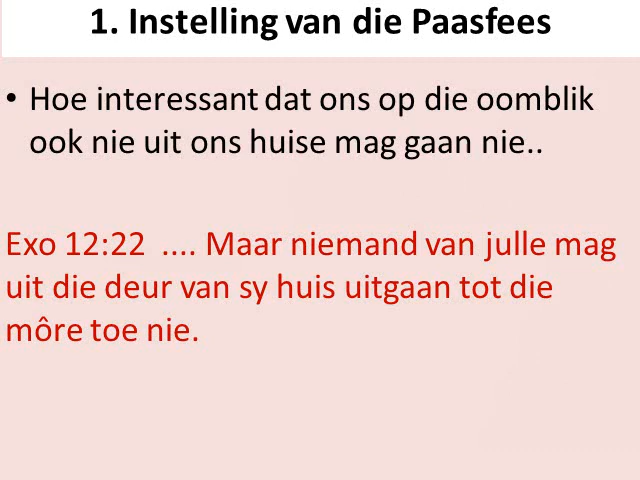 1. Instelling van die Paasfees
• Hoe interessant dat ons op die oomblik
ook nie uit ons huise mag gaan nie..
Exo 12:22 .... Maar niemand van julle mag
uit die deur van sy huis uitgaan tot die
môre toe nie.